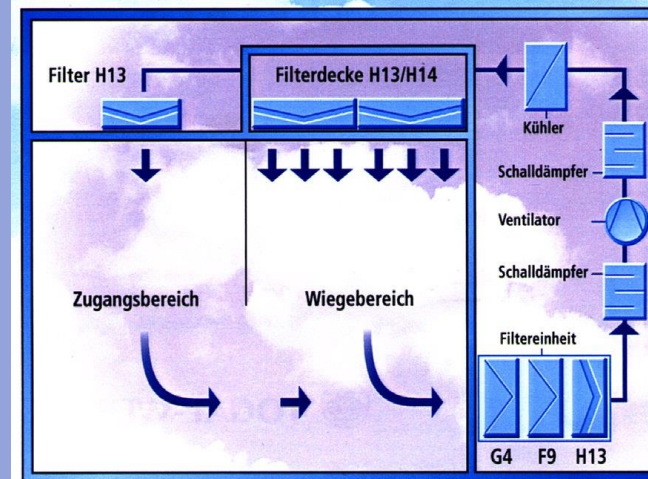 Filter H13
Filterdecke H13/H14
Kühler
Schalldämpfer
Ventilator
Schalldämpfer
Zugangsbereich
Wiegebereich
Filtereinheit
G4 F9 H13